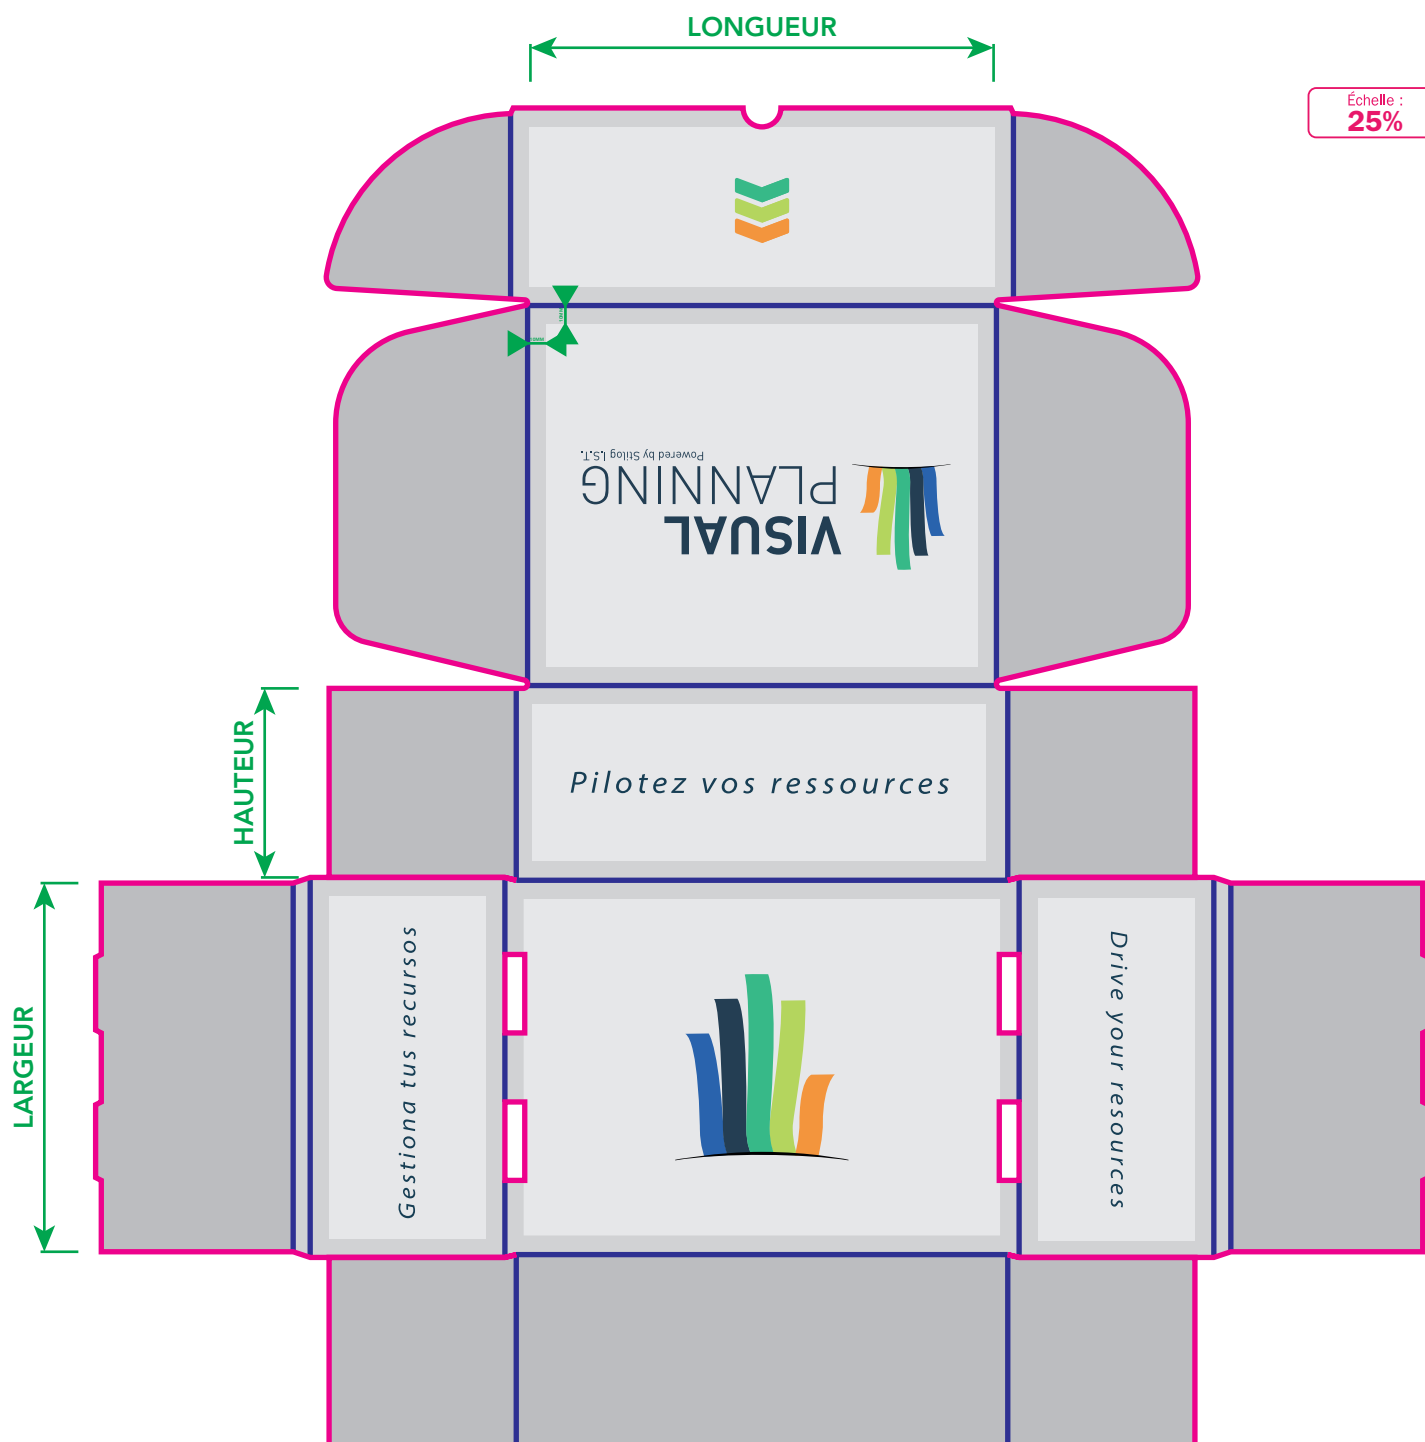 LONGUEUR
Échelle :
25%
VISUAL
PLANNING
Powered by Stilog I.S.T.
HAUTEUR
Pilotez vos ressources
LARGEUR
Gestiona tus recursos
Drive your resources